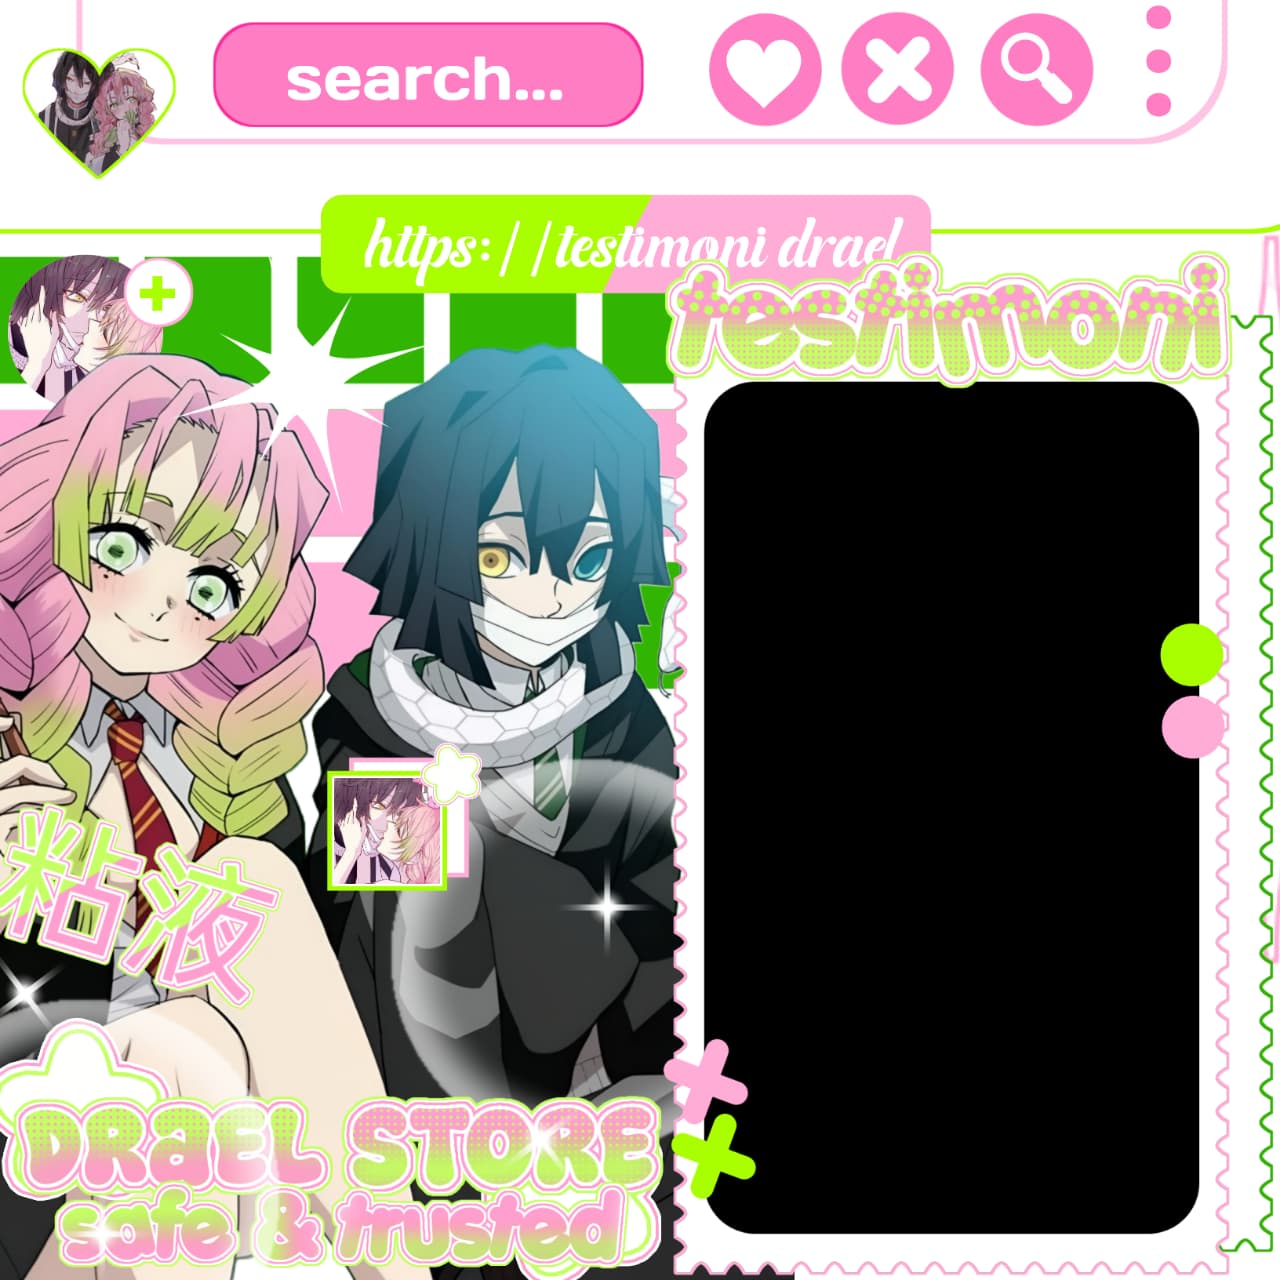 search...
https://testimoni drael
testimoni
粘液
DRaEL STORE
safe & trusted